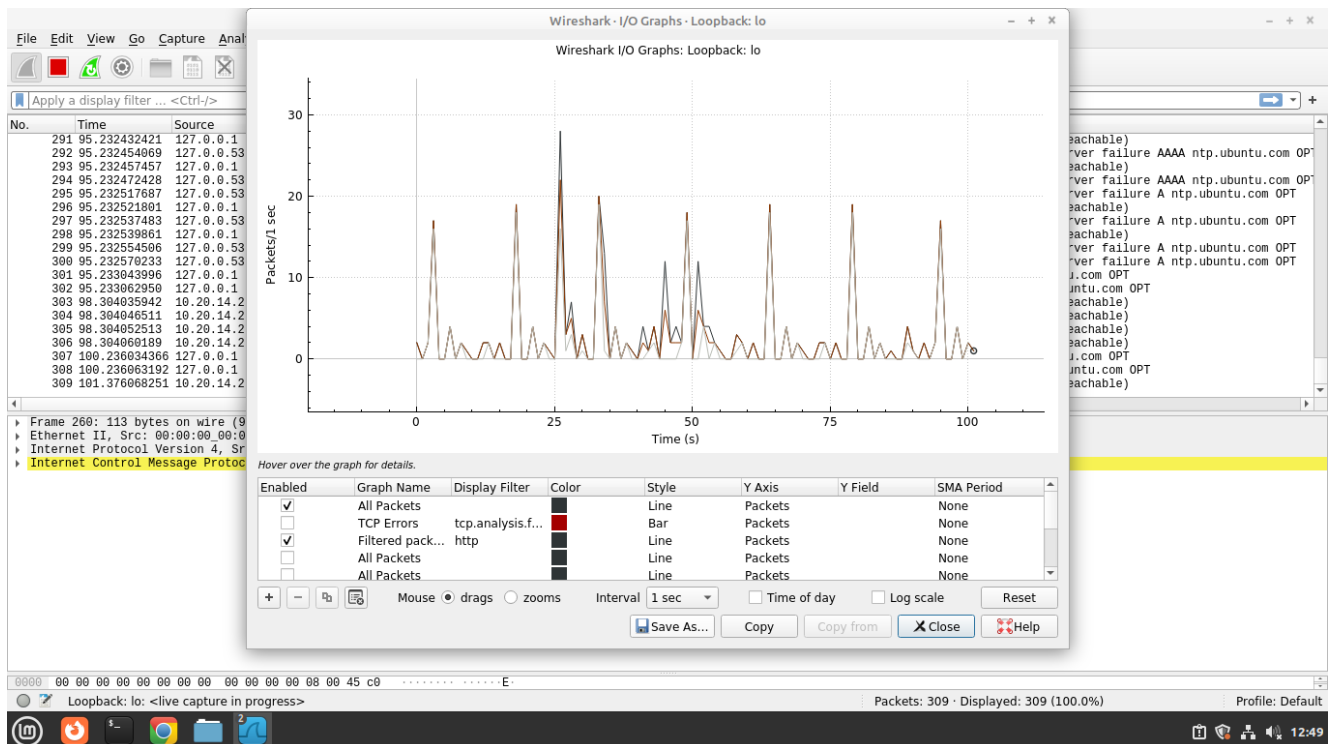 Wireshark · I/O Graphs · Loopback: lo
File Edit View Go Capture
Apply a display filter ... <Ctrl-/>
No. Time Source
291 95.232432421 127.0.0.1 eachable)
292 95.232454069 127.0.0.53 rver failure AAAA ntp.ubuntu.com OPT
293 95.232457457 127.0.0.1 eachable)
294 95.232472428 127.0.0.53 rver failure AAAA ntp.ubuntu.com OPT
295 95.232517687 127.0.0.53 rver failure A ntp.ubuntu.com OPT
296 95.232521801 127.0.0.1 eachable)
297 95.232537483 127.0.0.53 rver failure A ntp.ubuntu.com OPT
298 95.232539861 127.0.0.1 eachable)
299 95.232554506 127.0.0.53 rver failure A ntp.ubuntu.com OPT
300 95.232570233 127.0.0.53 rver failure A ntp.ubuntu.com OPT
301 95.233043996 127.0.0.1 u.com OPT
302 95.233062950 127.0.0.1 untu.com OPT
303 98.304035942 10.20.14.2 eachable)
304 98.304046511 10.20.14.2 eachable)
305 98.304052513 10.20.14.2 eachable)
306 98.304060189 10.20.14.2 eachable)
307 100.236034366 127.0.0.1 u.com OPT
308 100.236063192 127.0.0.1 untu.com OPT
309 101.376068251 10.20.14.2 eachable)
Frame 260: 113 bytes on wire (9
Ethernet II, Src: 00:00:00_00:0
Internet Protocol Version 4, Sr
Internet Control Message Protoc
Wireshark I/O Graphs: Loopback: lo
Packets/1 sec
30
20
10
0
0 25 50 75 100
Time (s)
Hover over the graph for details.
Enabled Graph Name Display Filter Color Style Y Axis Y Field SMA Period
All Packets Line Packets None
TCP Errors tcp.analysis.f... Bar Packets None
Filtered pack... http Line Packets None
All Packets Line Packets None
All Packets Line Packets None
Mouse drags zooms Interval 1 sec Time of day Log scale Reset
Save As... Copy Copy from Close Help
0000 00 00 00 00 00 00 00 00 00 00 00 00 08 00 45 c0 ········ ······E·
Loopback: lo: <live capture in progress> Packets: 309 · Displayed: 309 (100.0%) Profile: Default
2
12:49